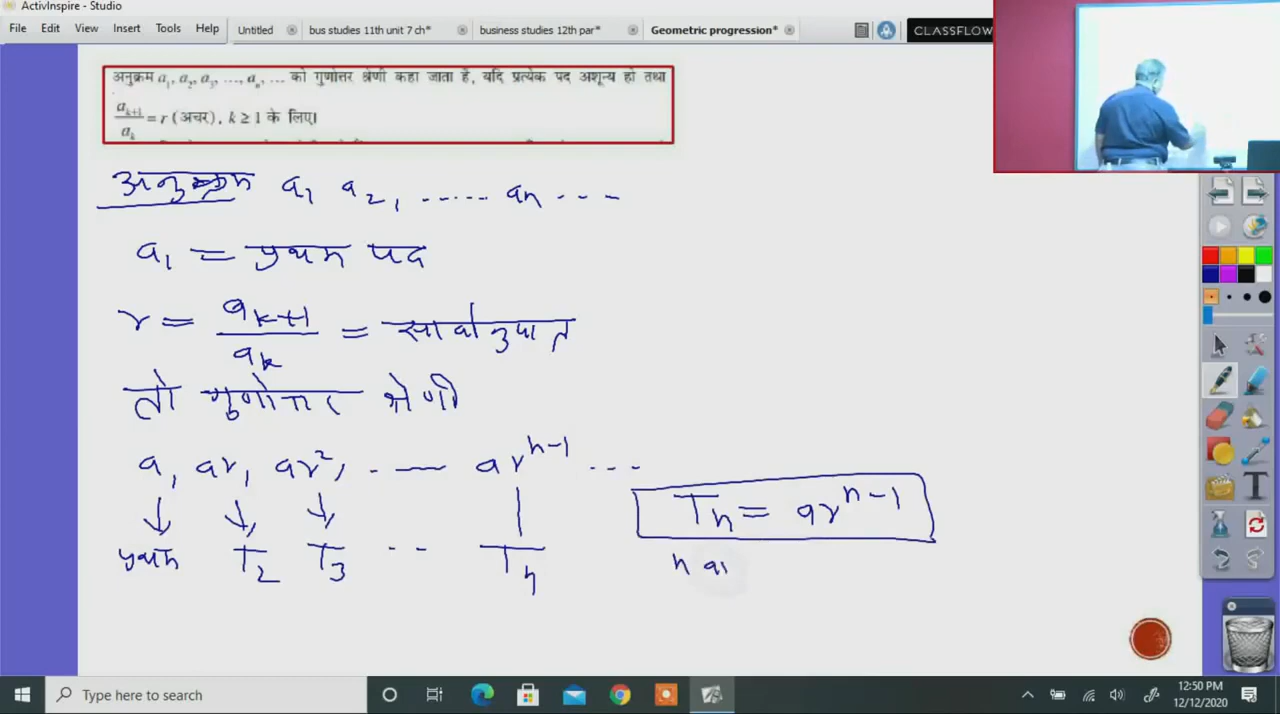 ActivInspire - Studio
File Edit View Insert Tools Help Untitled bus studies 11th unit 7 ch* business studies 12th par* Geometric progression* CLASSFLOW
अनुक्रम a₁, a₂, a₃, ..., aₙ, ... को गुणोत्तर श्रेणी कहा जाता है, यदि प्रत्येक पद अशून्य हो तथा
aₖ₊₁/aₖ = r (अचर), k ≥ 1 के लिए।
अनुक्रम a₁ a₂, ...... aₙ ...
a₁ = प्रथम पद
r = aₖ₊₁/aₖ = सार्वानुपात
तो गुणोत्तर श्रेणी
a, ar, ar², ... arⁿ⁻¹ ...
Tₙ = arⁿ⁻¹
प्रथम T₂ T₃ -- Tₙ
n वा
Type here to search
12:50 PM
12/12/2020